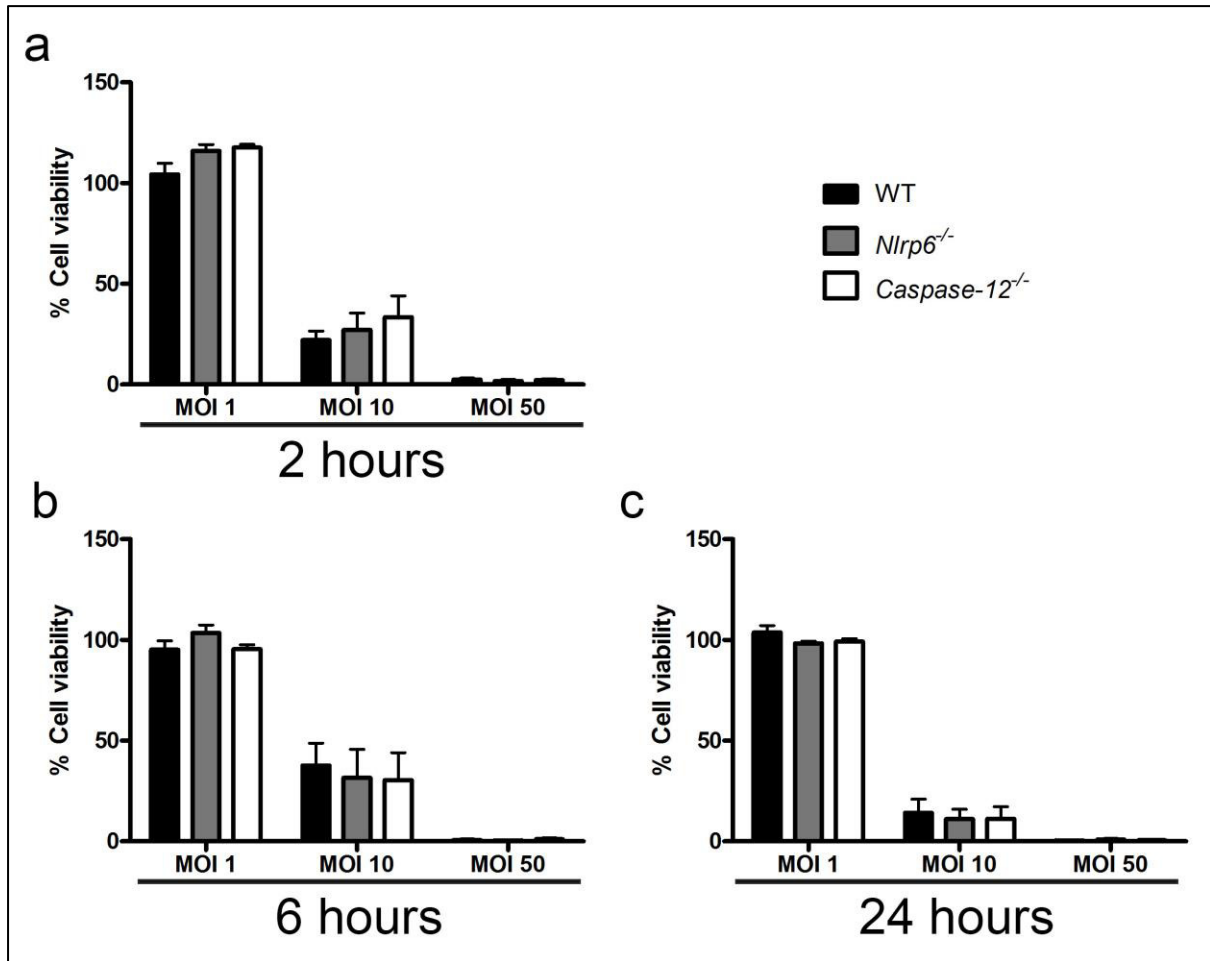 a
150
100
50
0
% Cell viability
MOI 1 MOI 10 MOI 50
2 hours
WT
Nlrp6-/-
Caspase-12-/-
b
150
100
50
0
% Cell viability
MOI 1 MOI 10 MOI 50
6 hours
c
150
100
50
0
% Cell viability
MOI 1 MOI 10 MOI 50
24 hours